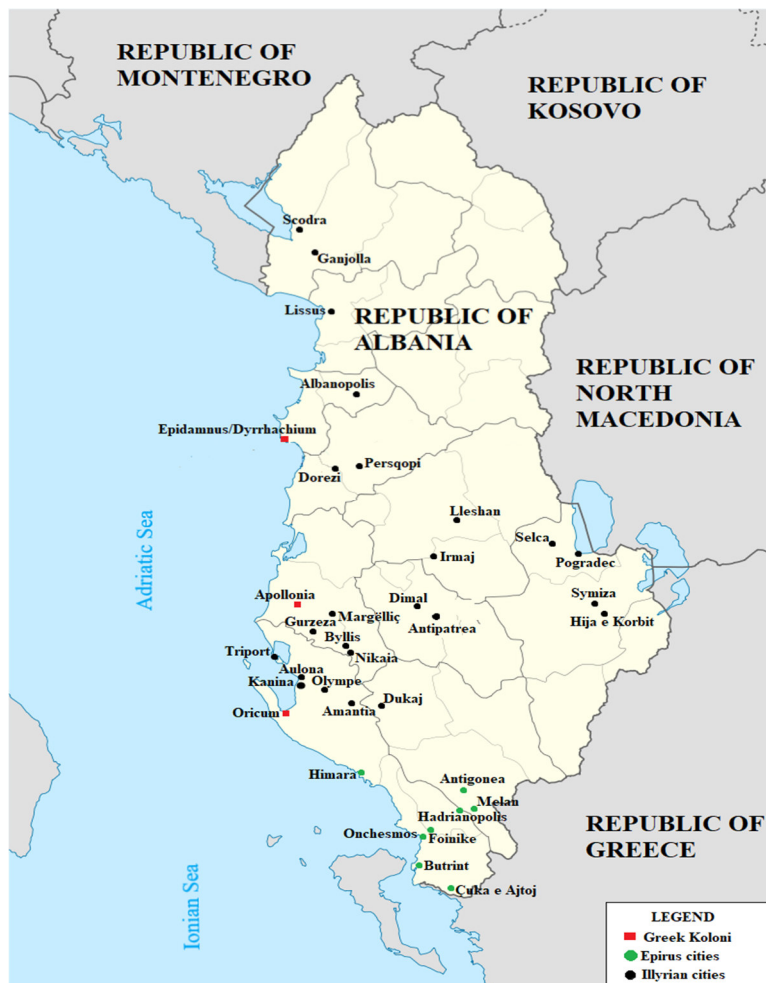 REPUBLIC OF
MONTENEGRO
REPUBLIC OF
KOSOVO
Scodra
Ganjolla
Lissus
REPUBLIC OF
ALBANIA
REPUBLIC OF
NORTH
MACEDONIA
Albanopolis
Epidamnus/Dyrrhachium
Dorezi
Persqopi
Lleshan
Selca
Pogradec
Irmaj
Adriatic Sea
Apollonia
Dimal
Symiza
Margëlliç
Gurzeza
Antipatrea
Hija e Korbit
Byllis
Triport
Nikaia
Aulona
Kanina
Olympe
Oricum
Amantia
Dukaj
Himara
Antigonea
Melan
Hadrianopolis
Onchesmos
Foinike
REPUBLIC OF
GREECE
Butrint
Cuka e Ajtoj
Ionian Sea
LEGEND
Greek Koloni
Epirus cities
Illyrian cities